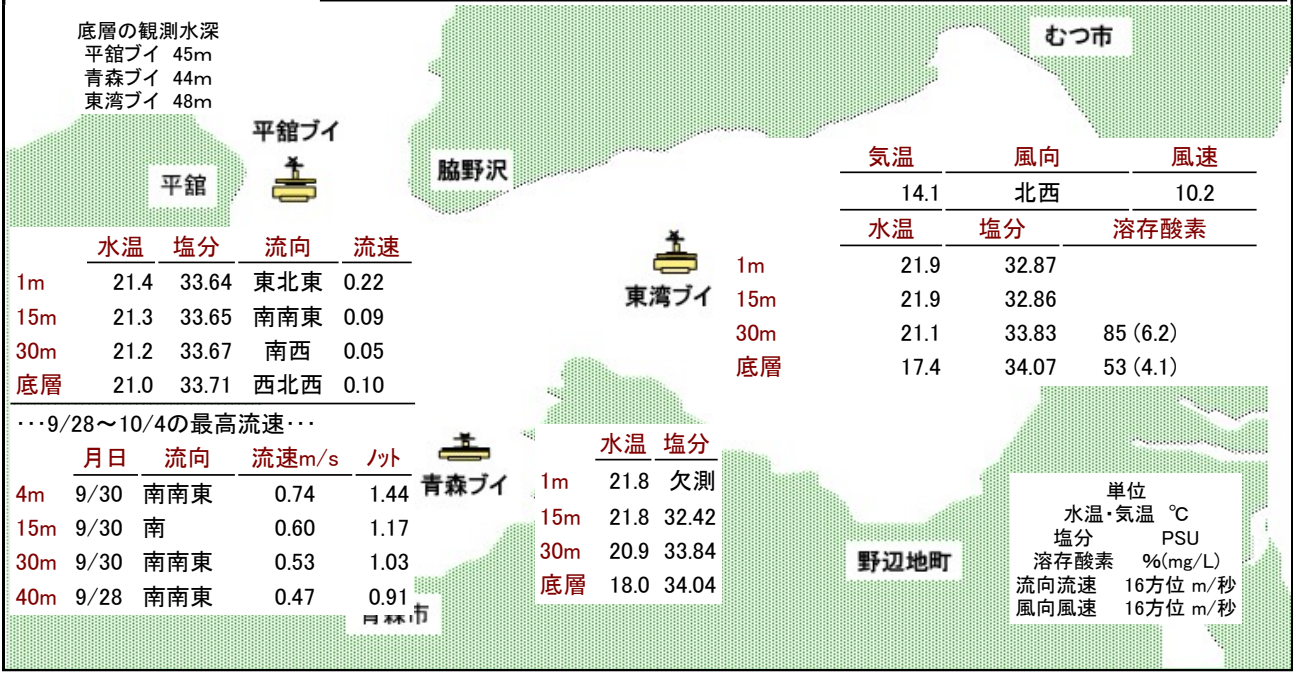 底層の観測水深
平舘ブイ 45m
青森ブイ 44m
東湾ブイ 48m
むつ市
平舘ブイ
平舘
脇野沢
気温 風向 風速
14.1 北西 10.2
水温 塩分 溶存酸素
1m 21.9 32.87
15m 21.9 32.86
30m 21.1 33.83 85 (6.2)
底層 17.4 34.07 53 (4.1)
東湾ブイ
水温 塩分 流向 流速
1m 21.4 33.64 東北東 0.22
15m 21.3 33.65 南南東 0.09
30m 21.2 33.67 南西 0.05
底層 21.0 33.71 西北西 0.10
…9/28~10/4の最高流速…
月日 流向 流速m/s ノット
4m 9/30 南南東 0.74 1.44
15m 9/30 南 0.60 1.17
30m 9/30 南南東 0.53 1.03
40m 9/28 南南東 0.47 0.91
青森ブイ
水温 塩分
1m 21.8 欠測
15m 21.8 32.42
30m 20.9 33.84
底層 18.0 34.04
青森市
野辺地町
単位
水温・気温 ℃
塩分 PSU
溶存酸素 %(mg/L)
流向流速 16方位 m/秒
風向風速 16方位 m/秒